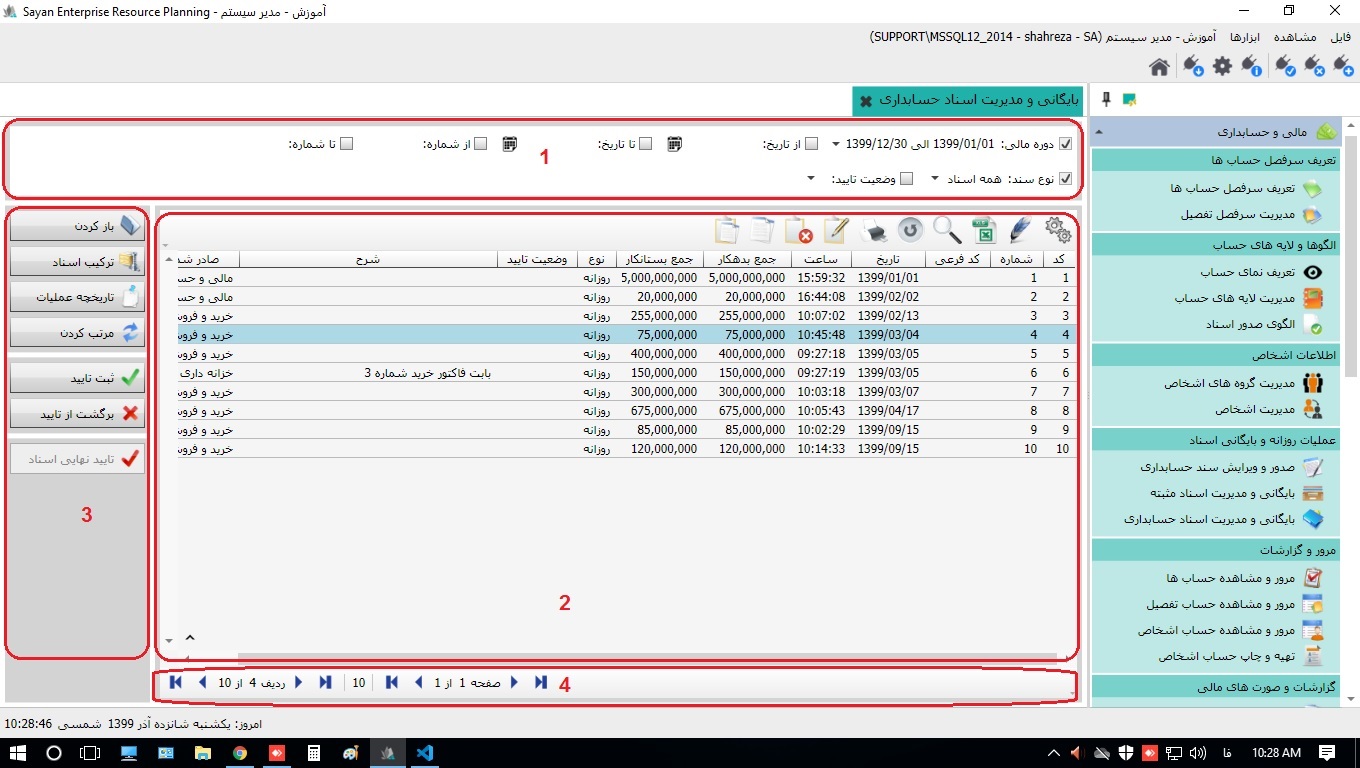 آموزش - مدیر سیستم - Sayan Enterprise Resource Planning
فایل مشاهده ابزارها آموزش - مدیر سیستم (SUPPORT\MSSQL12_2014 - shahreza - SA)
بایگانی و مدیریت اسناد حسابداری
دوره مالی: 1399/01/01 الی 1399/12/30 از تاریخ: تا تاریخ: از شماره: تا شماره:
1
نوع سند: همه اسناد وضعیت تایید:
مالی و حسابداری
تعریف سرفصل حساب ها
تعریف سرفصل حساب ها
مدیریت سرفصل تفصیل
الگوها و لایه های حساب
تعریف نمای حساب
مدیریت لایه های حساب
الگوی صدور اسناد
اطلاعات اشخاص
مدیریت گروه های اشخاص
مدیریت اشخاص
عملیات روزانه و بایگانی اسناد
صدور و ویرایش سند حسابداری
بایگانی و مدیریت اسناد مثبته
بایگانی و مدیریت اسناد حسابداری
مرور و گزارشات
مرور و مشاهده حساب ها
مرور و مشاهده حساب تفصیل
مرور و مشاهده حساب اشخاص
تهیه و چاپ حساب اشخاص
گزارشات و صورت های مالی
کد شماره کد فرعی تاریخ ساعت جمع بدهکار جمع بستانکار نوع وضعیت تایید شرح صادر شد
1 1 1399/01/01 15:59:32 5,000,000,000 5,000,000,000 روزانه مالی و حسا
2 2 1399/02/02 16:44:08 20,000,000 20,000,000 روزانه مالی و حسا
3 3 1399/02/13 10:07:02 255,000,000 255,000,000 روزانه خرید و فروش
4 4 1399/03/04 10:45:48 75,000,000 75,000,000 روزانه خرید و فروش
5 5 1399/03/05 09:27:18 400,000,000 400,000,000 روزانه خرید و فروش
6 6 1399/03/05 09:27:19 150,000,000 150,000,000 روزانه بابت فاکتور خرید شماره 3 خزانه داری
7 7 1399/03/07 10:03:18 300,000,000 300,000,000 روزانه خرید و فروش
8 8 1399/04/17 10:05:43 675,000,000 675,000,000 روزانه خرید و فروش
9 9 1399/09/15 10:02:29 85,000,000 85,000,000 روزانه خرید و فروش
10 10 1399/09/15 10:14:33 120,000,000 120,000,000 روزانه خرید و فروش
2
باز کردن
ترکیب اسناد
تاریخچه عملیات
مرتب کردن
ثبت تایید
برگشت از تایید
تایید نهایی اسناد
3
ردیف 4 از 10 10 صفحه 1 از 1 4
امروز: یکشنبه شانزده آذر 1399 شمسی 10:28:46
فا 10:28 AM